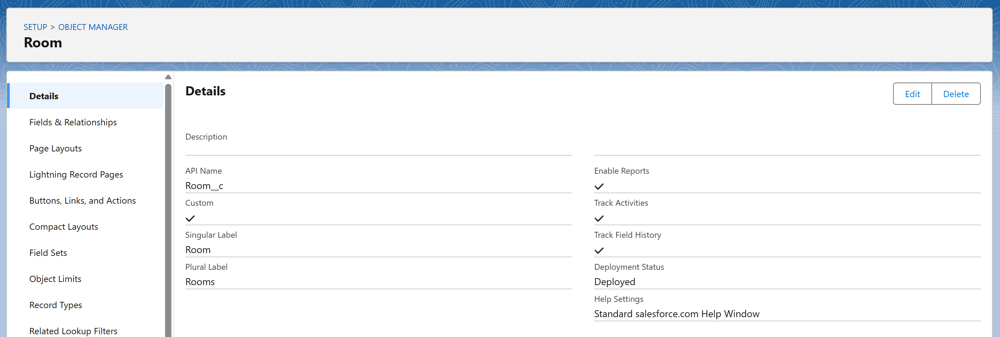 SETUP > OBJECT MANAGER
Room
Details
Fields & Relationships
Page Layouts
Lightning Record Pages
Buttons, Links, and Actions
Compact Layouts
Field Sets
Object Limits
Record Types
Related Lookup Filters
Details
Edit
Delete
Description
API Name
Room__c
Custom
Singular Label
Room
Plural Label
Rooms
Enable Reports
Track Activities
Track Field History
Deployment Status
Deployed
Help Settings
Standard salesforce.com Help Window